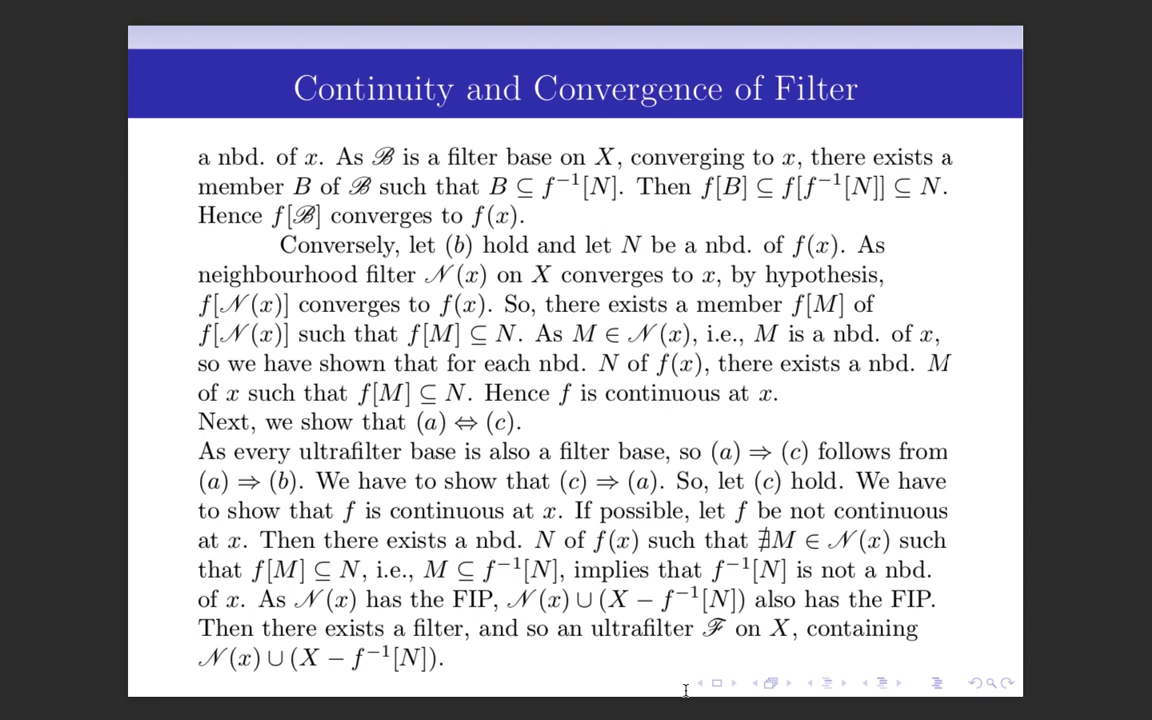 Continuity and Convergence of Filter
a nbd. of x. As ℬ is a filter base on X, converging to x, there exists a
member B of ℬ such that B ⊆ f⁻¹[N]. Then f[B] ⊆ f[f⁻¹[N]] ⊆ N.
Hence f[ℬ] converges to f(x).
Conversely, let (b) hold and let N be a nbd. of f(x). As
neighbourhood filter 𝒩(x) on X converges to x, by hypothesis,
f[𝒩(x)] converges to f(x). So, there exists a member f[M] of
f[𝒩(x)] such that f[M] ⊆ N. As M ∈ 𝒩(x), i.e., M is a nbd. of x,
so we have shown that for each nbd. N of f(x), there exists a nbd. M
of x such that f[M] ⊆ N. Hence f is continuous at x.
Next, we show that (a) ⇔ (c).
As every ultrafilter base is also a filter base, so (a) ⇒ (c) follows from
(a) ⇒ (b). We have to show that (c) ⇒ (a). So, let (c) hold. We have
to show that f is continuous at x. If possible, let f be not continuous
at x. Then there exists a nbd. N of f(x) such that ∄M ∈ 𝒩(x) such
that f[M] ⊆ N, i.e., M ⊆ f⁻¹[N], implies that f⁻¹[N] is not a nbd.
of x. As 𝒩(x) has the FIP, 𝒩(x) ∪ (X − f⁻¹[N]) also has the FIP.
Then there exists a filter, and so an ultrafilter ℱ on X, containing
𝒩(x) ∪ (X − f⁻¹[N]).